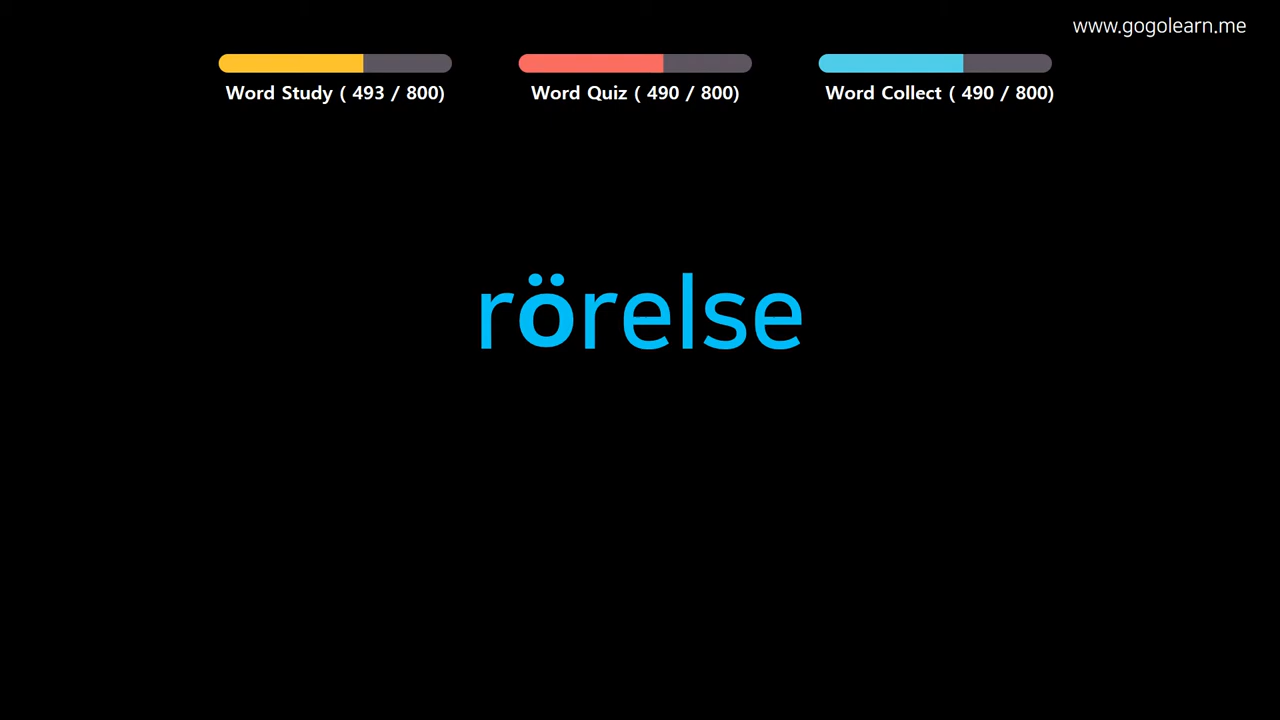 www.gogolearn.me
Word Study ( 493 / 800)
Word Quiz ( 490 / 800)
Word Collect ( 490 / 800)
rörelse